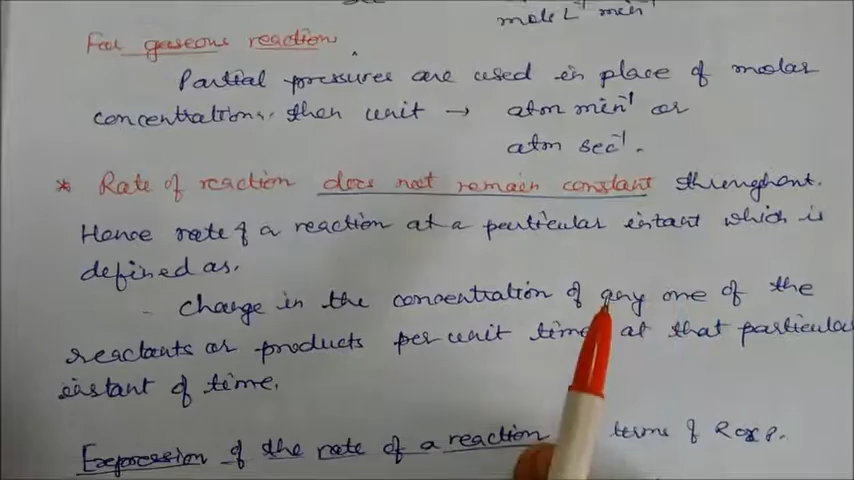 mole L⁻¹ min⁻¹
For gaseous reaction.
Partial pressures are used in place of molar
concentrations. then unit → atm min⁻¹ or
atm sec⁻¹.
* Rate of reaction does not remain constant throughout.
Hence rate of a reaction at a particular instant which is
defined as.
- change in the concentration of any one of the
reactants or products per unit time at that particular
instant of time.
Expression of the rate of a reaction terms of R or P.